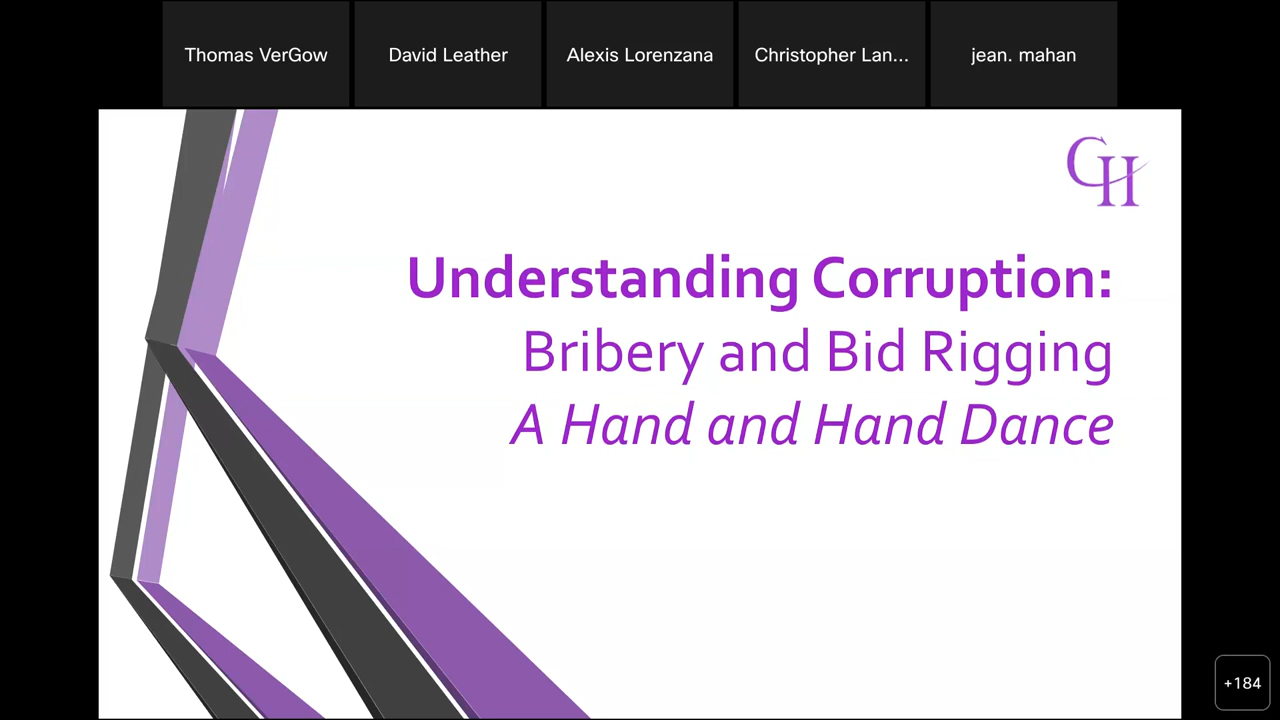 Thomas VerGow
David Leather
Alexis Lorenzana
Christopher Lan...
jean. mahan
CH
Understanding Corruption:
Bribery and Bid Rigging
A Hand and Hand Dance
+184